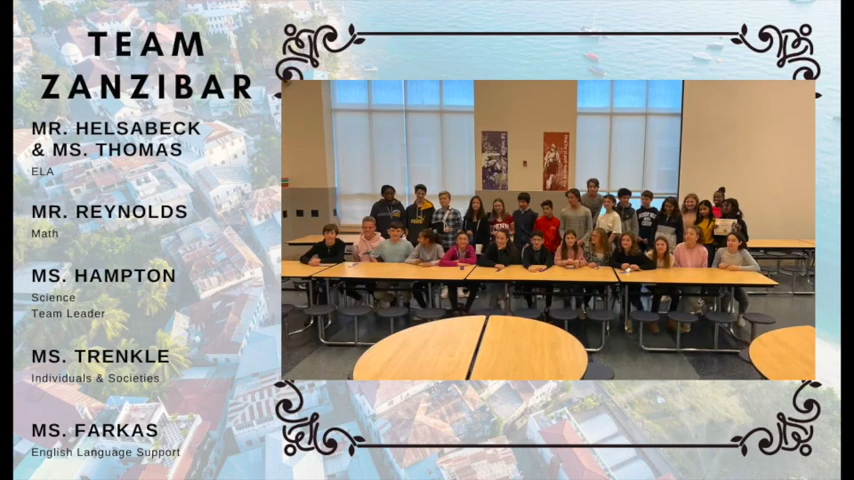 TEAM
ZANZIBAR
MR. HELSABECK
& MS. THOMAS
ELA
MR. REYNOLDS
Math
MS. HAMPTON
Science
Team Leader
MS. TRENKLE
Individuals & Societies
MS. FARKAS
English Language Support